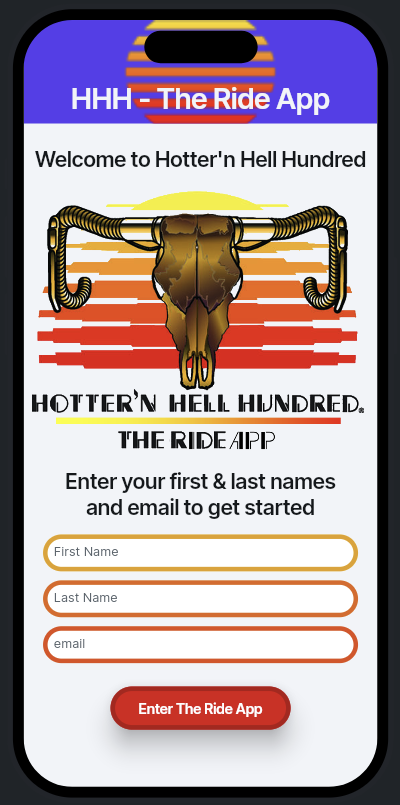 HHH - The Ride App
Welcome to Hotter'n Hell Hundred
HOTTER'N HELL HUNDRED®
THE RIDE APP
Enter your first & last names
and email to get started
First Name
Last Name
email
Enter The Ride App